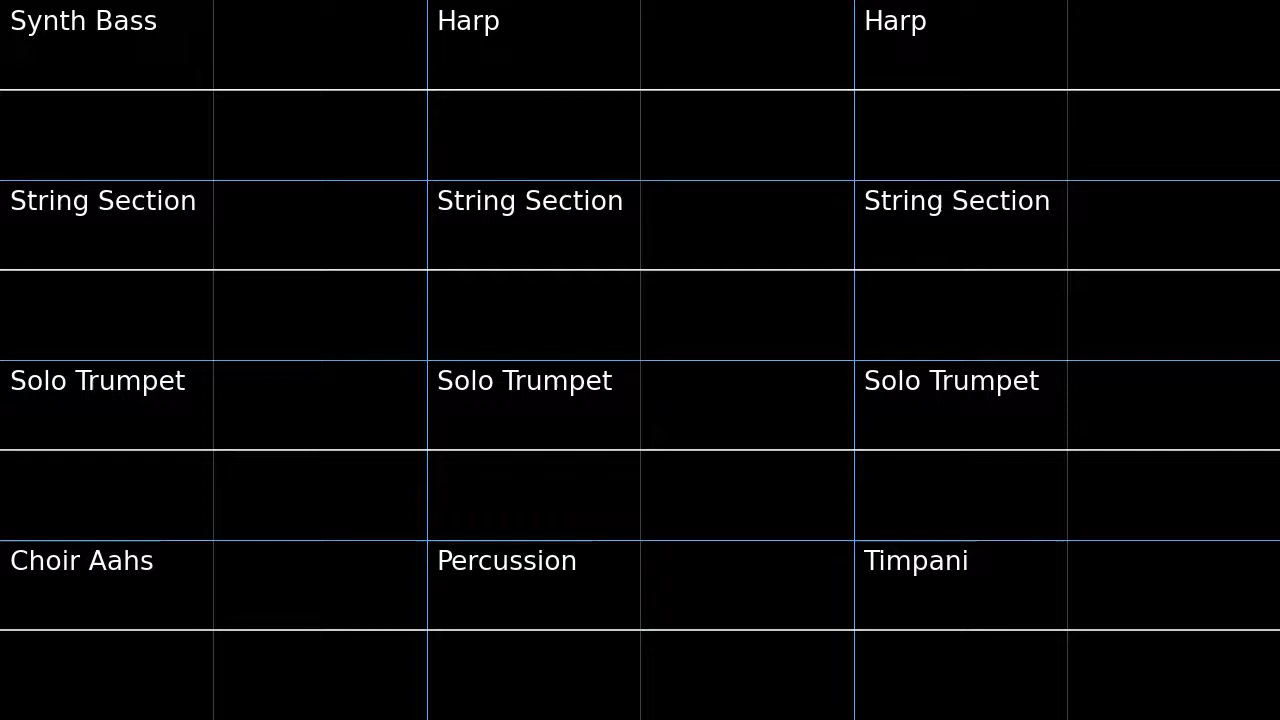 Synth Bass
Harp
Harp
String Section
String Section
String Section
Solo Trumpet
Solo Trumpet
Solo Trumpet
Choir Aahs
Percussion
Timpani